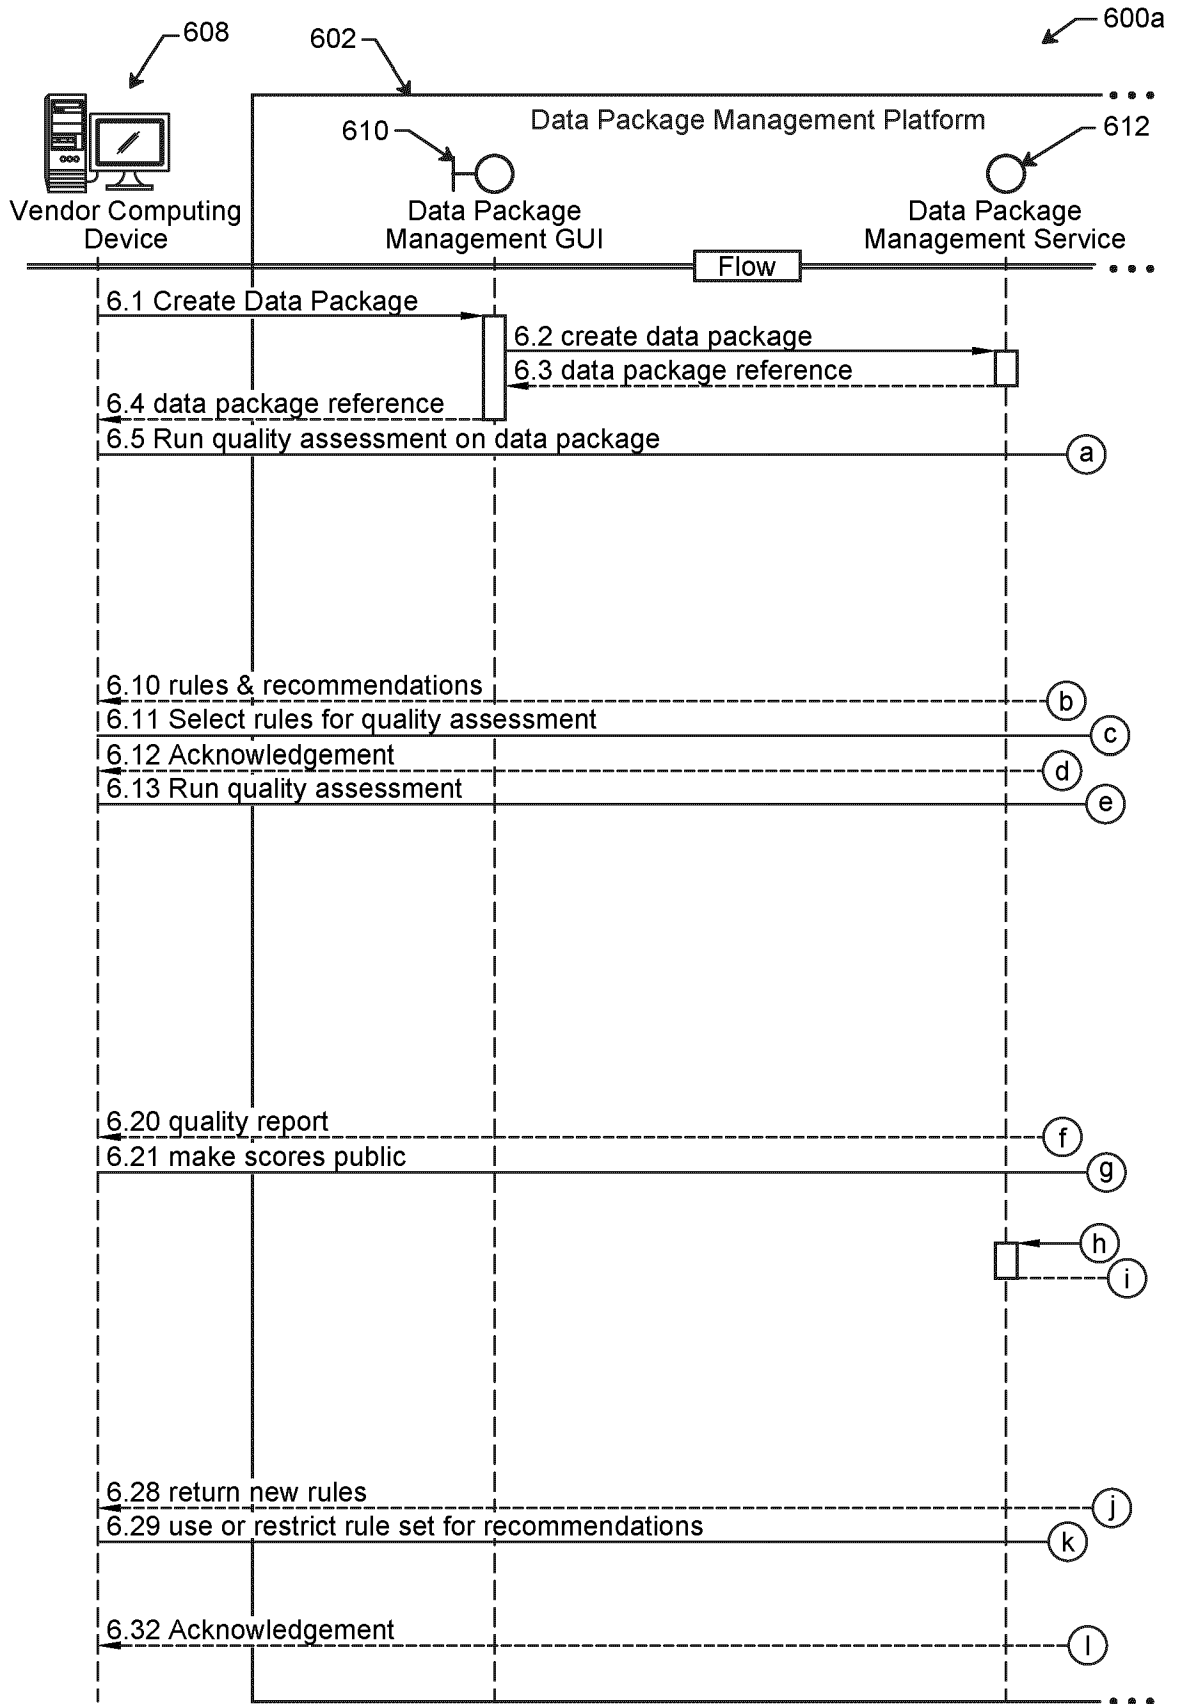 600a
608
602
Data Package Management Platform
610
612
Vendor Computing
Device
Data Package
Management GUI
Data Package
Management Service
Flow
6.1 Create Data Package
6.2 create data package
6.3 data package reference
6.4 data package reference
6.5 Run quality assessment on data package
a
6.10 rules & recommendations
b
6.11 Select rules for quality assessment
c
6.12 Acknowledgement
d
6.13 Run quality assessment
e
6.20 quality report
f
6.21 make scores public
g
h
i
6.28 return new rules
j
6.29 use or restrict rule set for recommendations
k
6.32 Acknowledgement
l